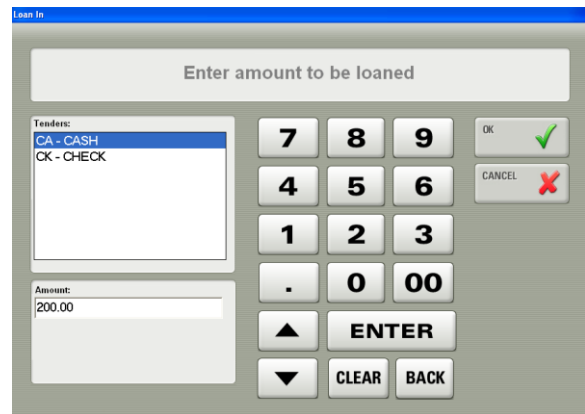 Loan In
Enter amount to be loaned
Tenders:
CA - CASH
CK - CHECK
Amount:
200.00
7 8 9
4 5 6
1 2 3
. 0 00
ENTER
CLEAR BACK
OK
CANCEL